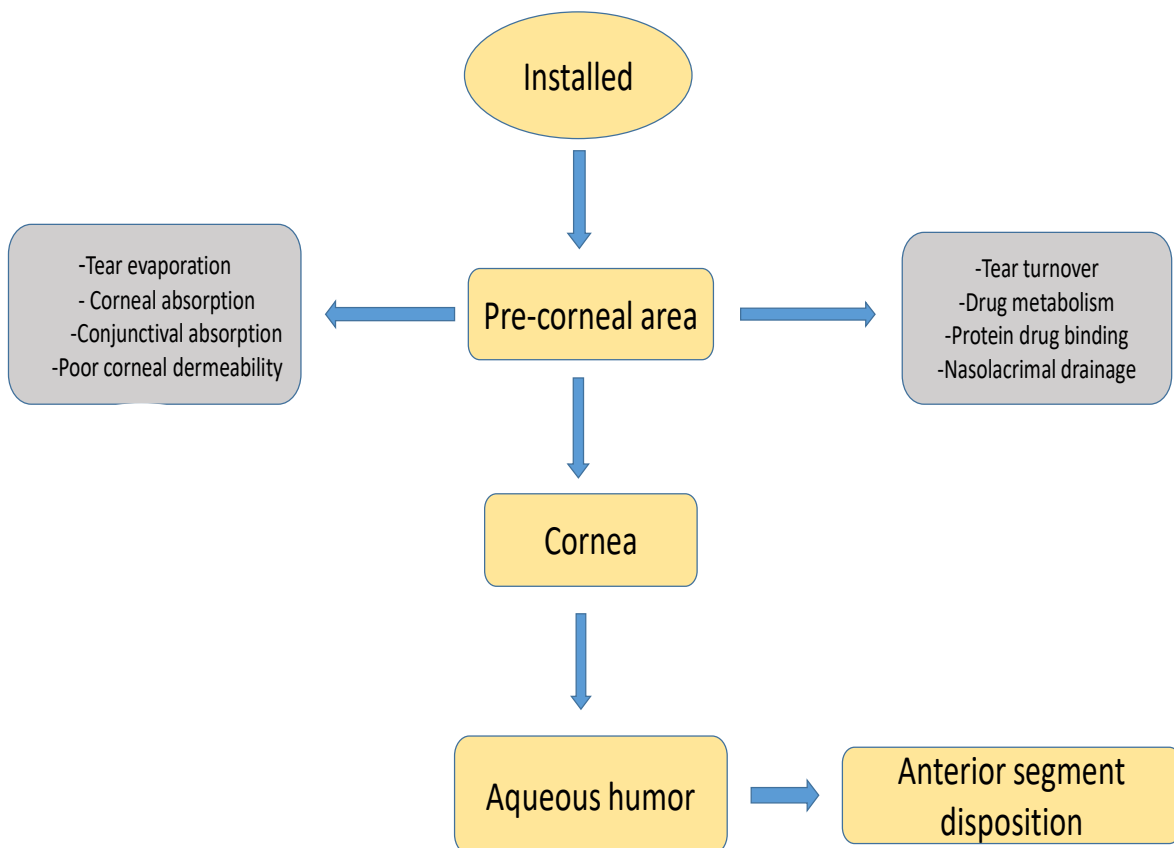 Installed
-Tear evaporation
- Corneal absorption
-Conjunctival absorption
-Poor corneal dermeability
Pre-corneal area
-Tear turnover
-Drug metabolism
-Protein drug binding
-Nasolacrimal drainage
Cornea
Aqueous humor
Anterior segment
disposition